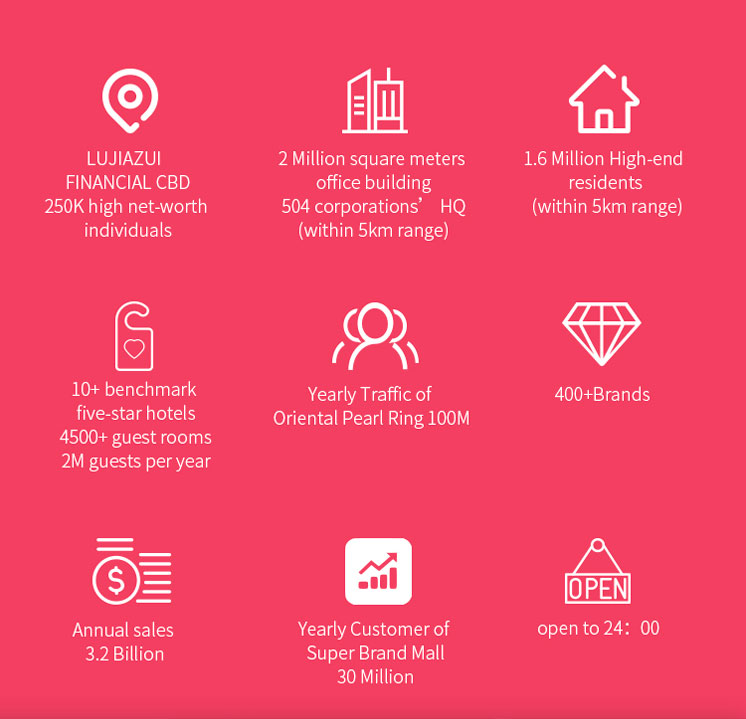 LUJIAZUI
FINANCIAL CBD
250K high net-worth
individuals
2 Million square meters
office building
504 corporations’ HQ
(within 5km range)
1.6 Million High-end
residents
(within 5km range)
10+ benchmark
five-star hotels
4500+ guest rooms
2M guests per year
Yearly Traffic of
Oriental Pearl Ring 100M
400+Brands
$
Annual sales
3.2 Billion
Yearly Customer of
Super Brand Mall
30 Million
OPEN
open to 24：00